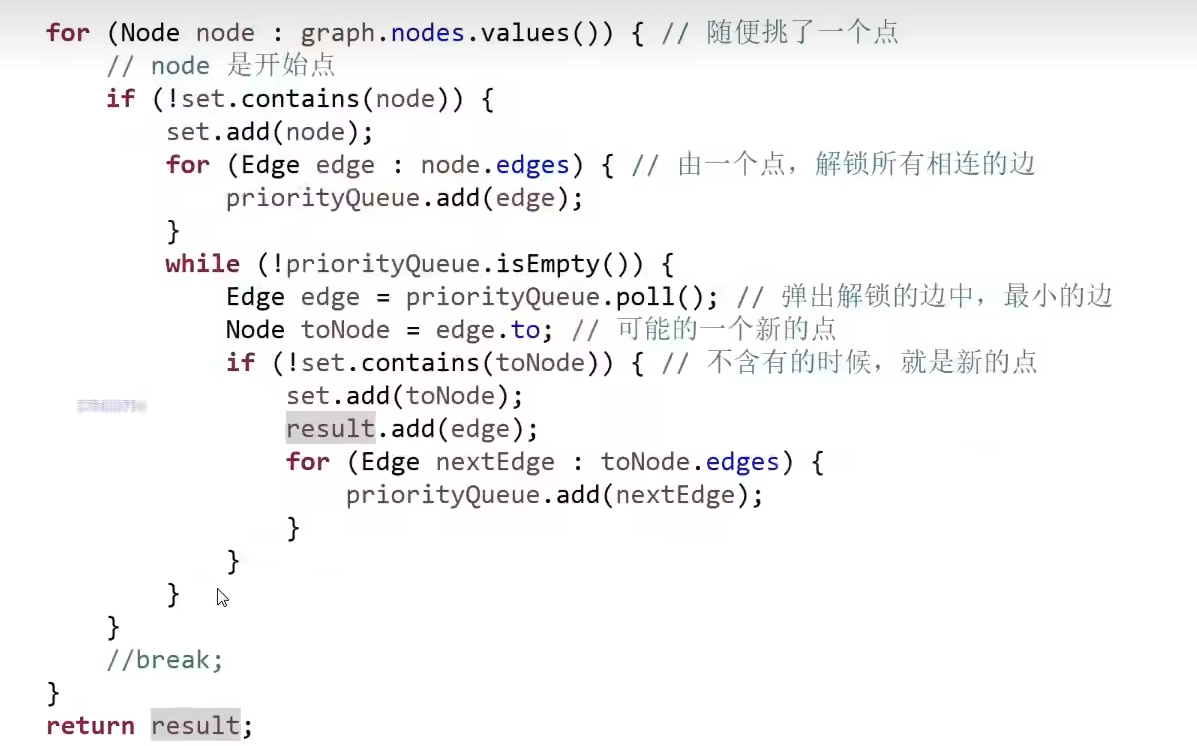 for (Node node : graph.nodes.values()) { // 随便挑了一个点
// node 是开始点
if (!set.contains(node)) {
set.add(node);
for (Edge edge : node.edges) { // 由一个点，解锁所有相连的边
priorityQueue.add(edge);
}
while (!priorityQueue.isEmpty()) {
Edge edge = priorityQueue.poll(); // 弹出解锁的边中，最小的边
Node toNode = edge.to; // 可能的一个新的点
if (!set.contains(toNode)) { // 不含有的时候，就是新的点
set.add(toNode);
result.add(edge);
for (Edge nextEdge : toNode.edges) {
priorityQueue.add(nextEdge);
}
}
}
}
//break;
}
return result;